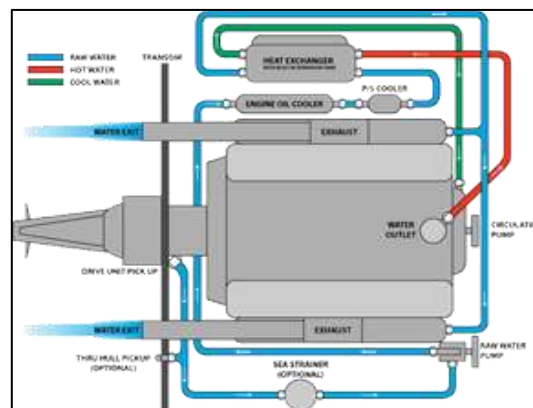 RAW WATER
HOT WATER
COOL WATER
TRANSOM
HEAT EXCHANGER
P/S COOLER
ENGINE OIL COOLER
WATER EXIT
EXHAUST
WATER
OUTLET
CIRCULATI
PUMP
DRIVE UNIT PICK UP
WATER EXIT
EXHAUST
THRU HULL PICKUP
(OPTIONAL)
SEA STRAINER
(OPTIONAL)
RAW WATER
PUMP